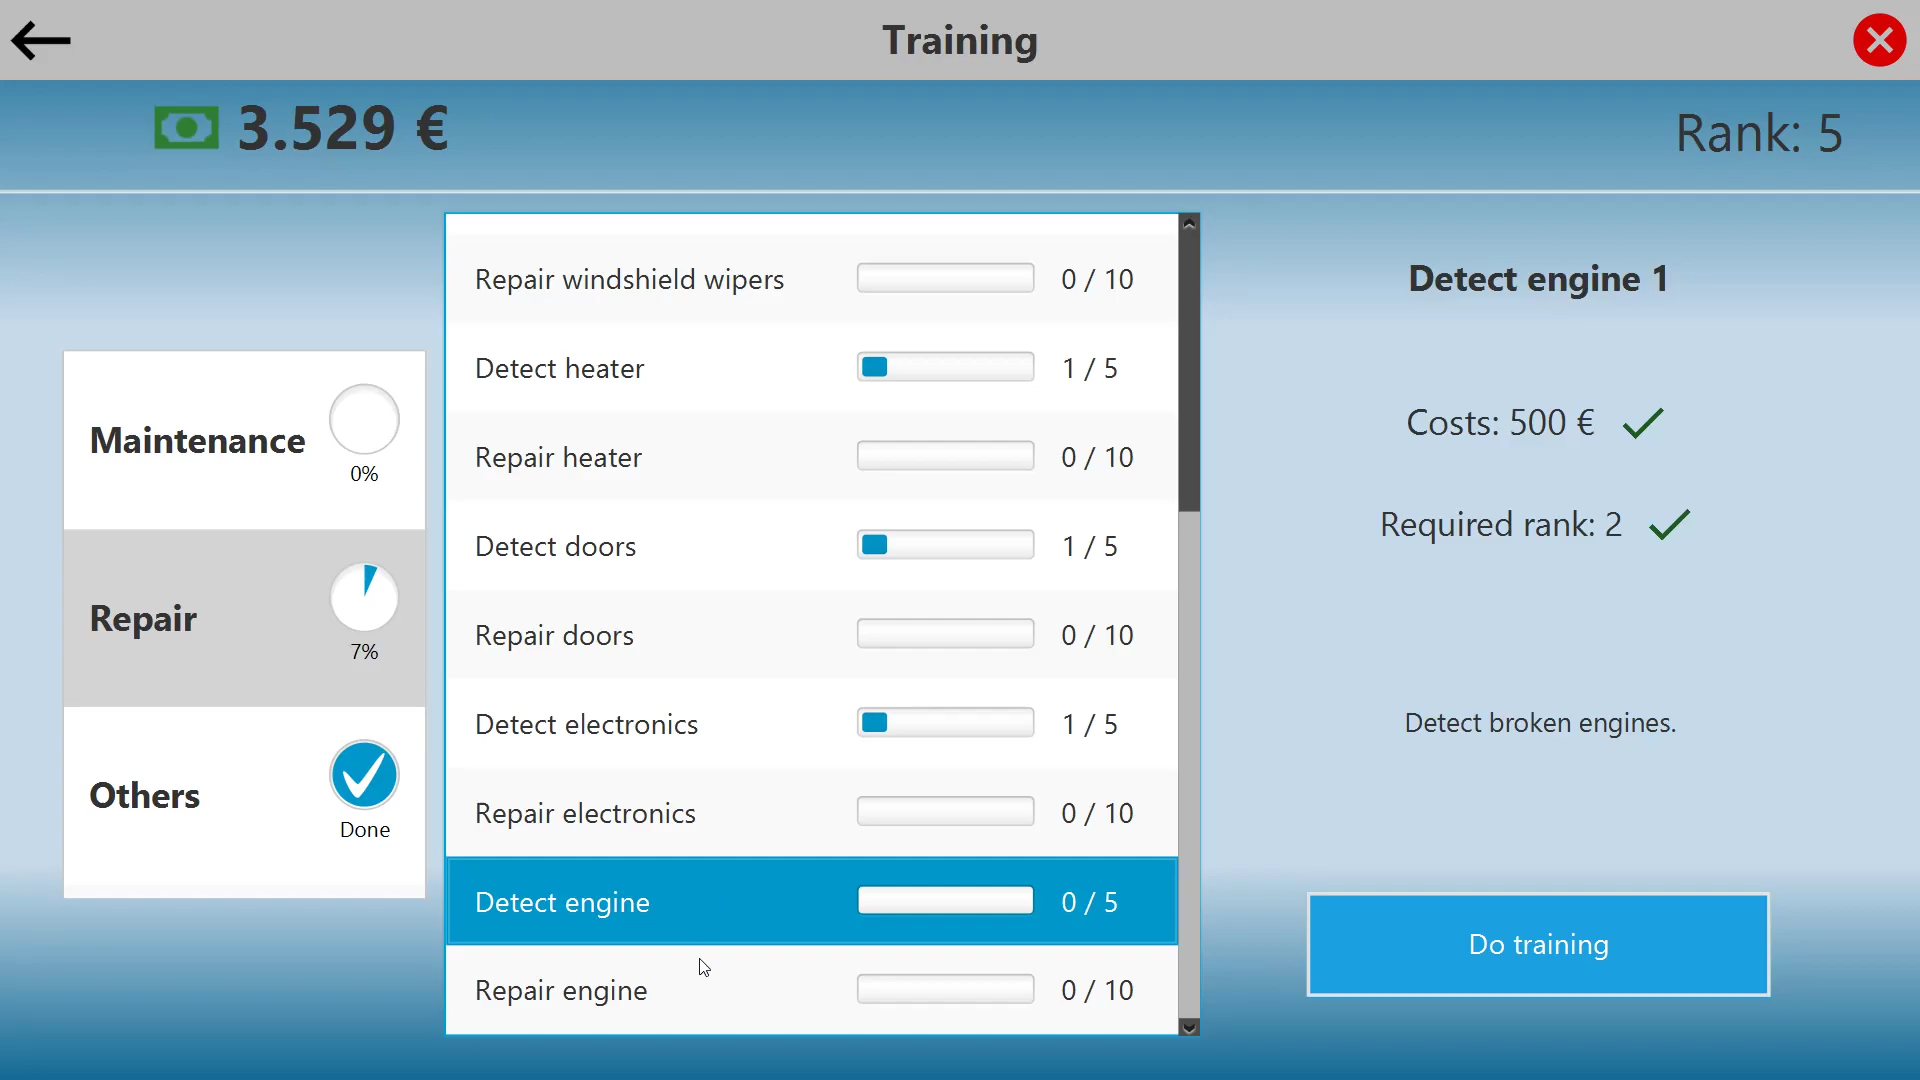 Training
3.529 €
Rank: 5
Maintenance
0%
Repair
7%
Others
Done
Repair windshield wipers 0 / 10
Detect heater 1 / 5
Repair heater 0 / 10
Detect doors 1 / 5
Repair doors 0 / 10
Detect electronics 1 / 5
Repair electronics 0 / 10
Detect engine 0 / 5
Repair engine 0 / 10
Detect engine 1
Costs: 500 €
Required rank: 2
Detect broken engines.
Do training